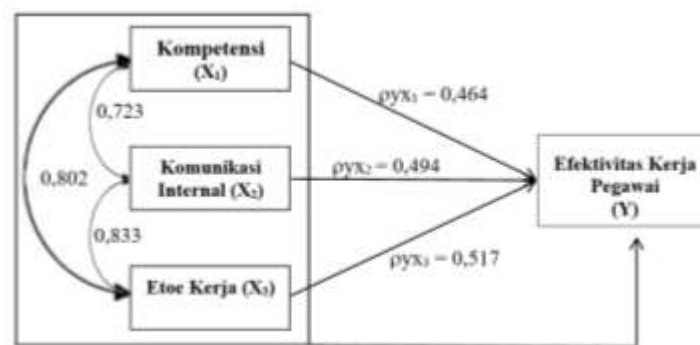 Kompetensi
(X₁)
ρyx₁ = 0,464
0,723
Komunikasi
Internal (X₂)
ρyx₂ = 0,494
Efektivitas Kerja
Pegawai
(Y)
0,802
0,833
Etoe Kerja (X₃)
ρyx₃ = 0,517